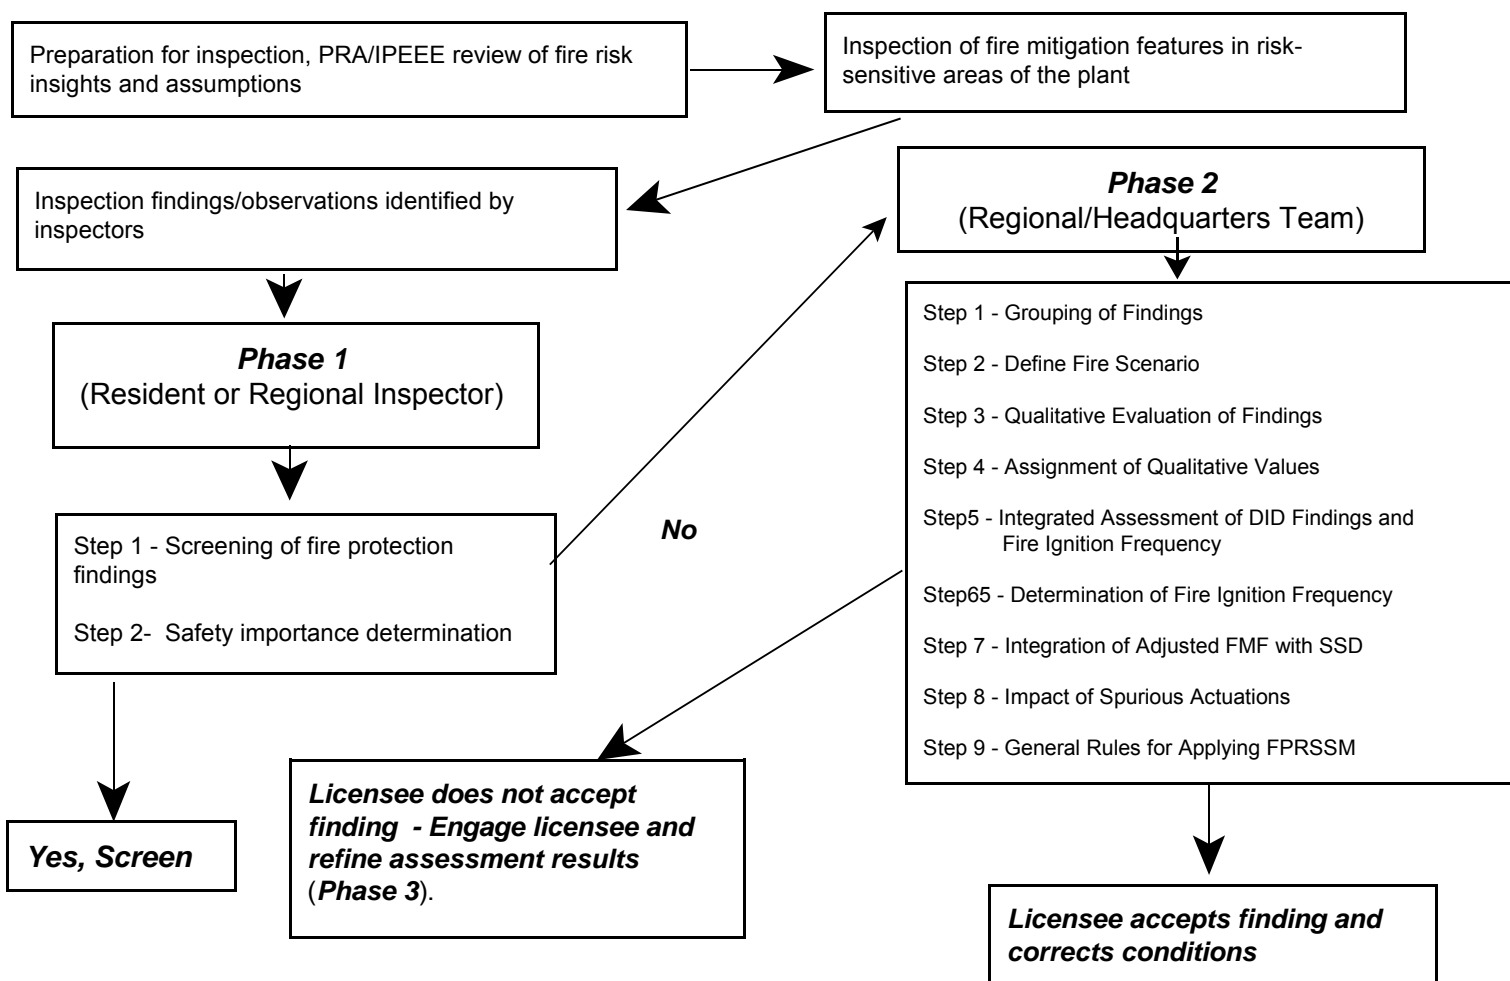 Preparation for inspection, PRA/IPEEE review of fire risk
insights and assumptions
Inspection of fire mitigation features in risk-
sensitive areas of the plant
Inspection findings/observations identified by
inspectors
Phase 1
(Resident or Regional Inspector)
Step 1 - Screening of fire protection
findings
Step 2-  Safety importance determination
Yes, Screen
No
Phase 2
(Regional/Headquarters Team)
Step 1 - Grouping of Findings
Step 2 - Define Fire Scenario
Step 3 - Qualitative Evaluation of Findings
Step 4 - Assignment of Qualitative Values
Step5 - Integrated Assessment of DID Findings and
Fire Ignition Frequency
Step65 - Determination of Fire Ignition Frequency
Step 7 - Integration of Adjusted FMF with SSD
Step 8 - Impact of Spurious Actuations
Step 9 - General Rules for Applying FPRSSM
Licensee does not accept
finding  - Engage licensee and
refine assessment results
(Phase 3).
Licensee accepts finding and
corrects conditions